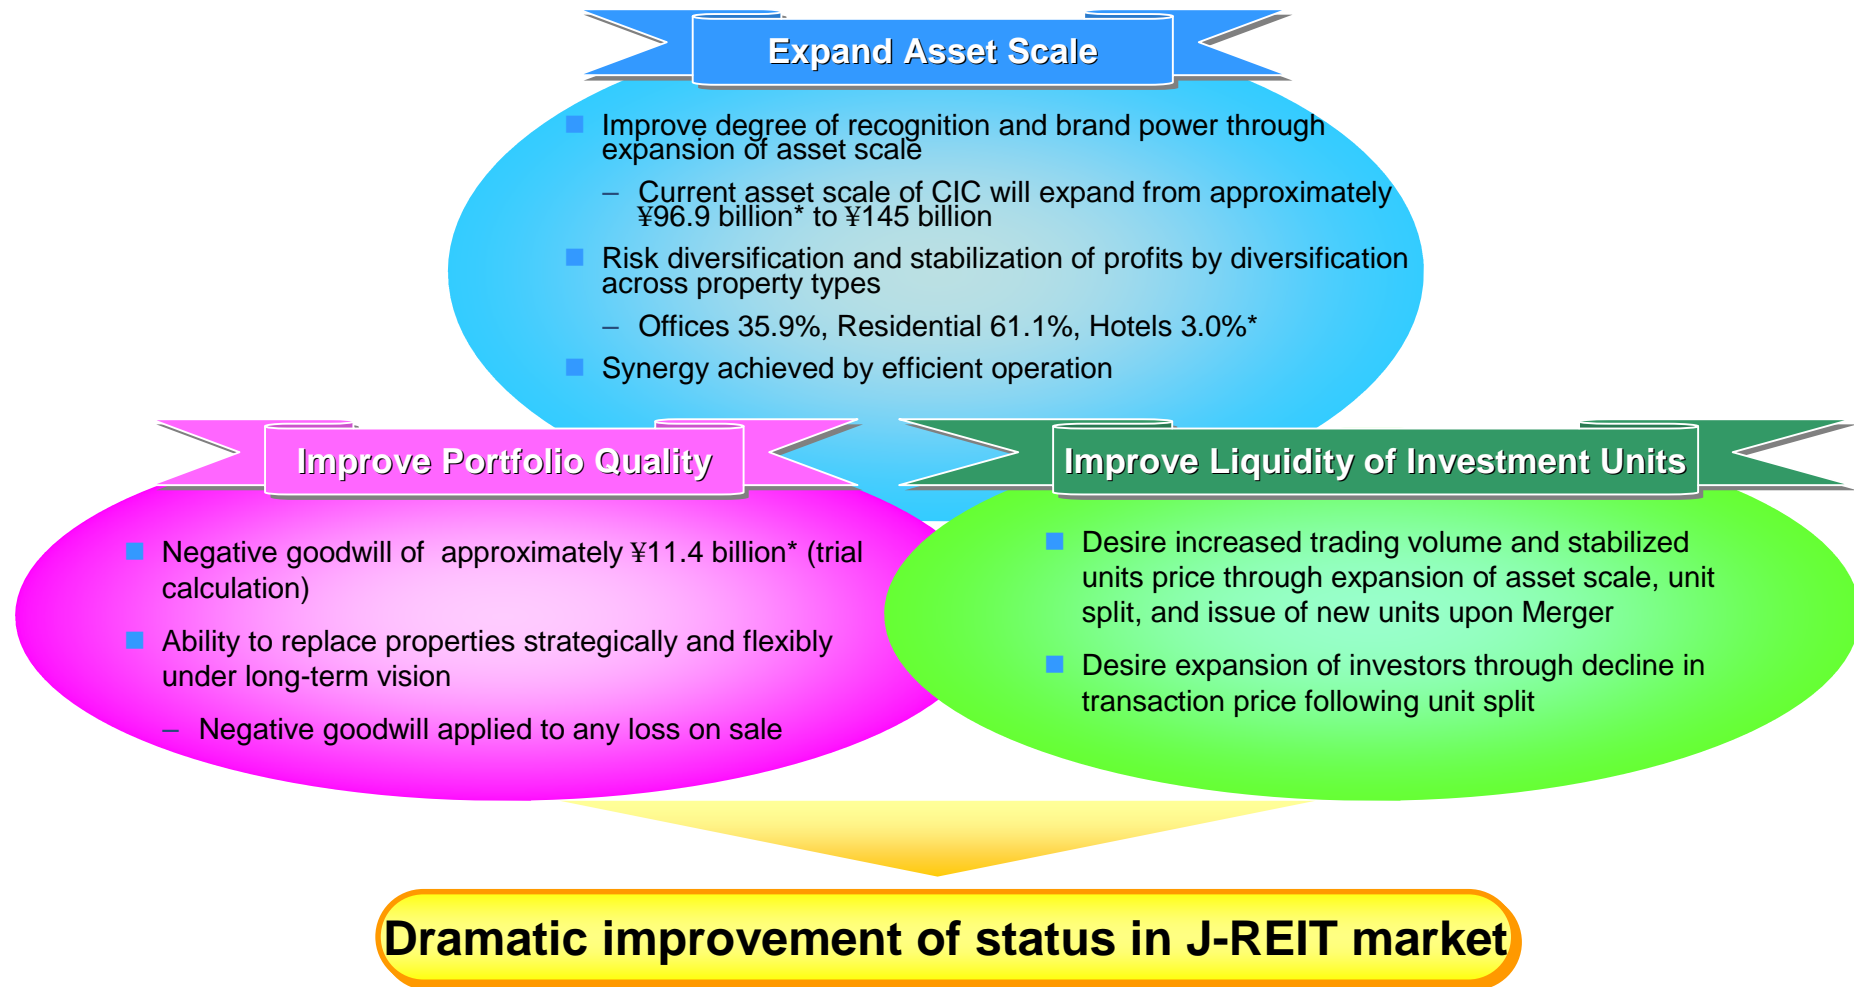 Expand Asset Scale
Improve degree of recognition and brand power through
expansion of asset scale
– Current asset scale of CIC will expand from approximately
¥96.9 billion* to ¥145 billion
Risk diversification and stabilization of profits by diversification
across property types
– Offices 35.9%, Residential 61.1%, Hotels 3.0%*
Synergy achieved by efficient operation
Improve Portfolio Quality
Negative goodwill of approximately ¥11.4 billion* (trial
calculation)
Ability to replace properties strategically and flexibly
under long-term vision
– Negative goodwill applied to any loss on sale
Improve Liquidity of Investment Units
Desire increased trading volume and stabilized
units price through expansion of asset scale, unit
split, and issue of new units upon Merger
Desire expansion of investors through decline in
transaction price following unit split
Dramatic improvement of status in J-REIT market